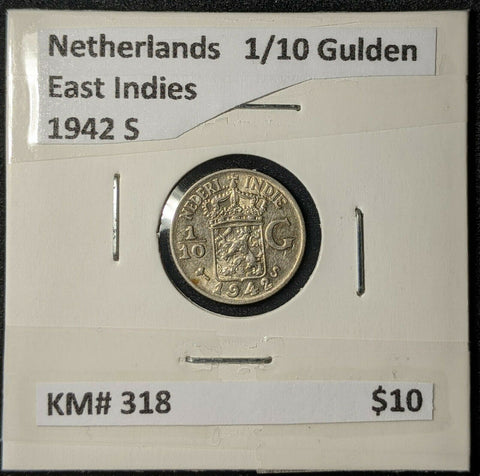 Netherlands 1/10 Gulden
East Indies
1942 S
NEDERL INDIE
1/10 G
S
1942
KM# 318 $10